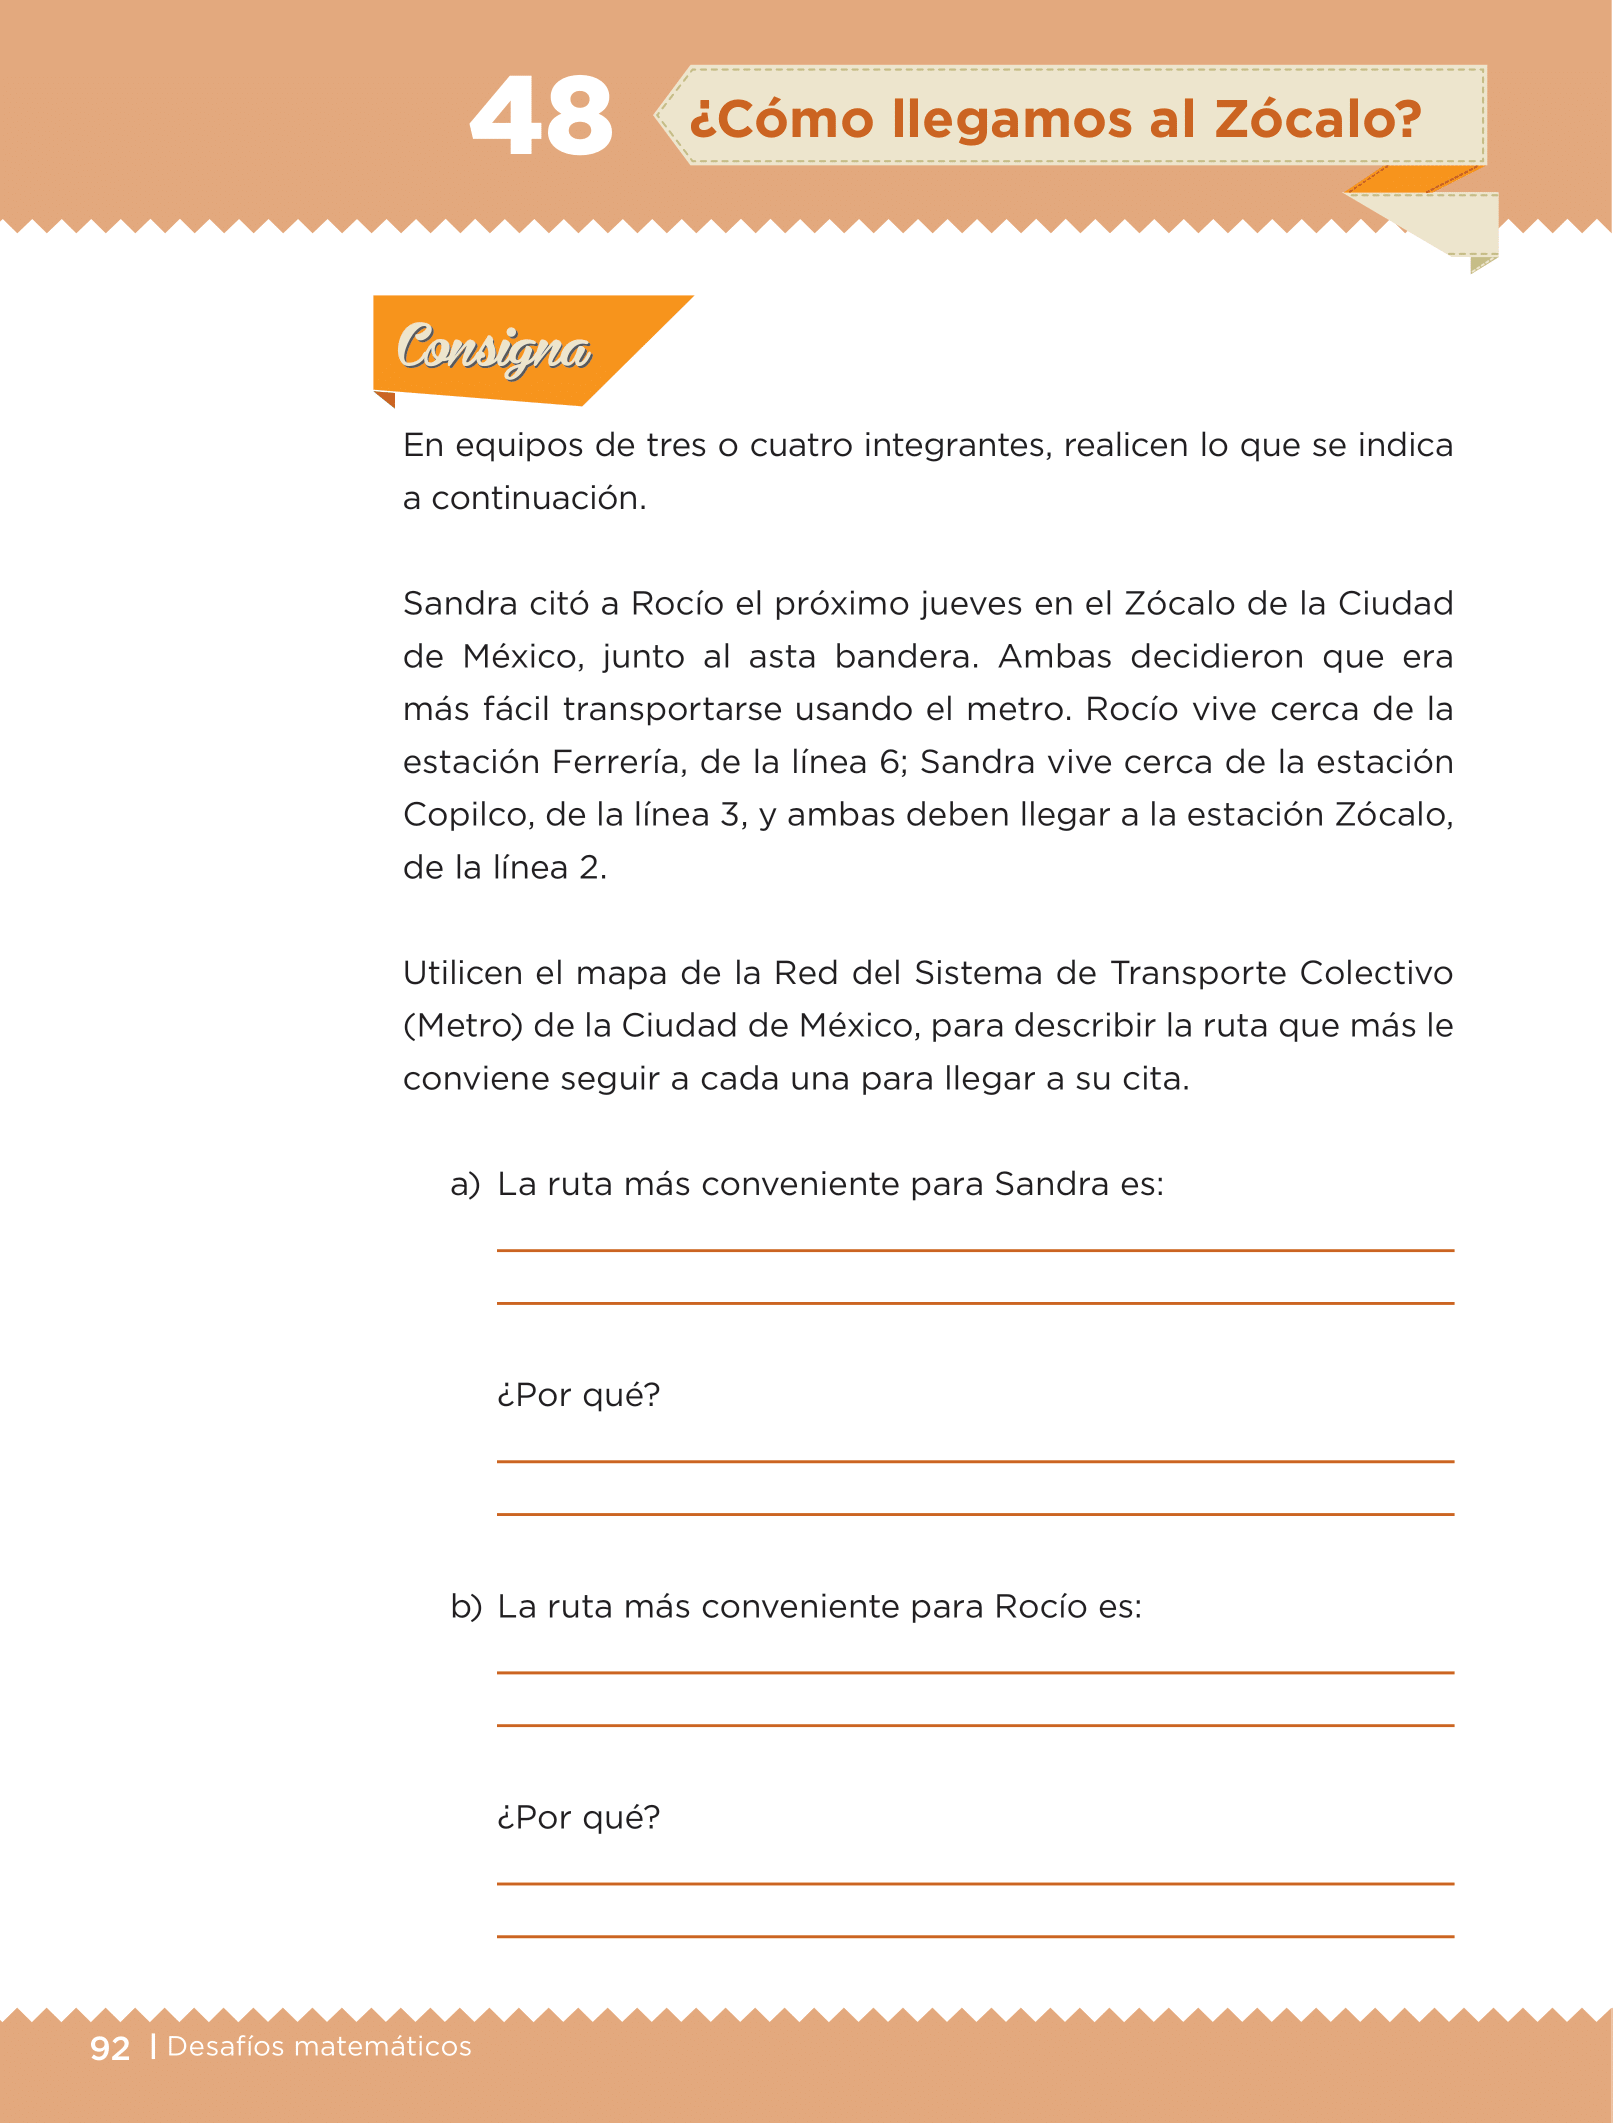 48
¿Cómo llegamos al Zócalo?
Consigna
En equipos de tres o cuatro integrantes, realicen lo que se indica
a continuación.
Sandra citó a Rocío el próximo jueves en el Zócalo de la Ciudad
de México, junto al asta bandera. Ambas decidieron que era
más fácil transportarse usando el metro. Rocío vive cerca de la
estación Ferrería, de la línea 6; Sandra vive cerca de la estación
Copilco, de la línea 3, y ambas deben llegar a la estación Zócalo,
de la línea 2.
Utilicen el mapa de la Red del Sistema de Transporte Colectivo
(Metro) de la Ciudad de México, para describir la ruta que más le
conviene seguir a cada una para llegar a su cita.
a) La ruta más conveniente para Sandra es:
¿Por qué?
b) La ruta más conveniente para Rocío es:
¿Por qué?
92 | Desafíos matemáticos